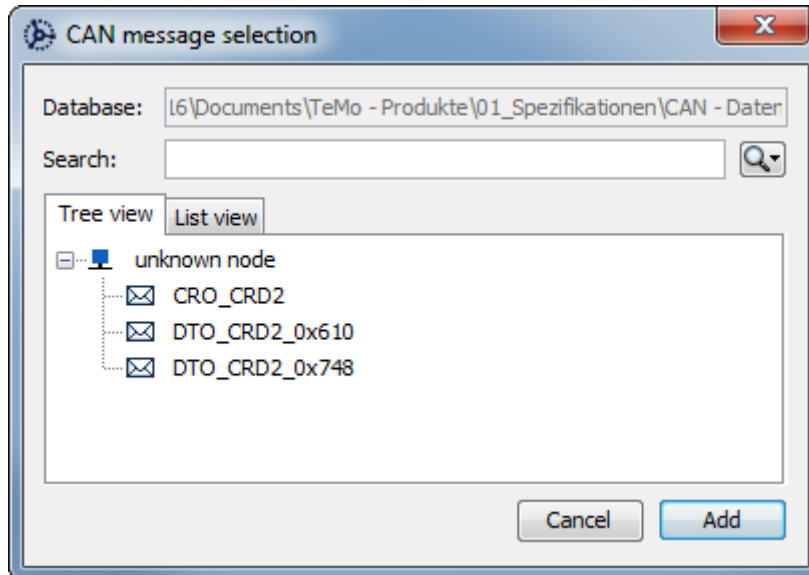 CAN message selection
Database: l6\Documents\TeMo - Produkte\01_Spezifikationen\CAN - Daten
Search:
Tree view List view
unknown node
CRO_CRD2
DTO_CRD2_0x610
DTO_CRD2_0x748
Cancel Add